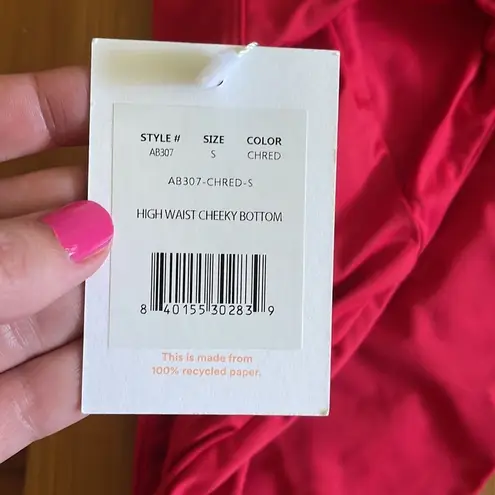 STYLE # SIZE COLOR
AB307 S CHRED
AB307-CHRED-S
HIGH WAIST CHEEKY BOTTOM
8 40155 30283 9
This is made from
100% recycled paper.